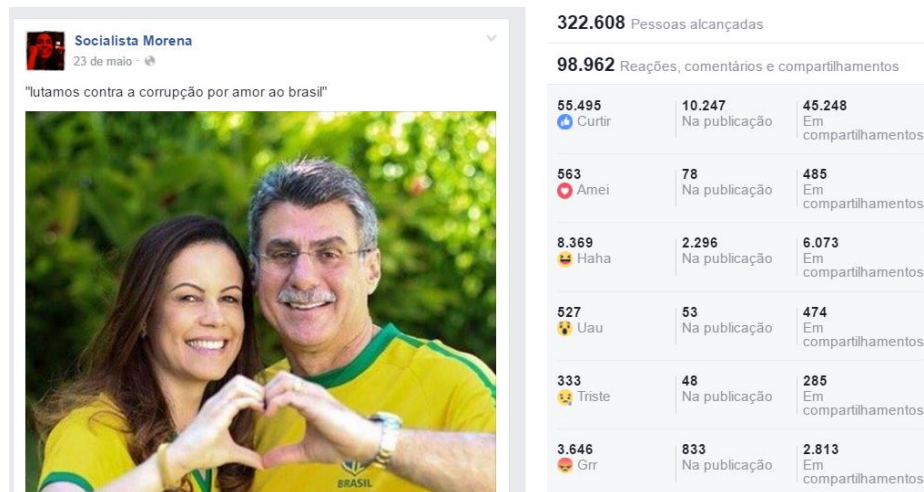 Socialista Morena
23 de maio
"lutamos contra a corrupção por amor ao brasil"
BRASIL
322.608 Pessoas alcançadas
98.962 Reações, comentários e compartilhamentos
55.495 10.247 45.248
Curtir Na publicação Em
compartilhamentos
563 78 485
Amei Na publicação Em
compartilhamentos
8.369 2.296 6.073
Haha Na publicação Em
compartilhamentos
527 53 474
Uau Na publicação Em
compartilhamentos
333 48 285
Triste Na publicação Em
compartilhamentos
3.646 833 2.813
Grr Na publicação Em
compartilhamentos